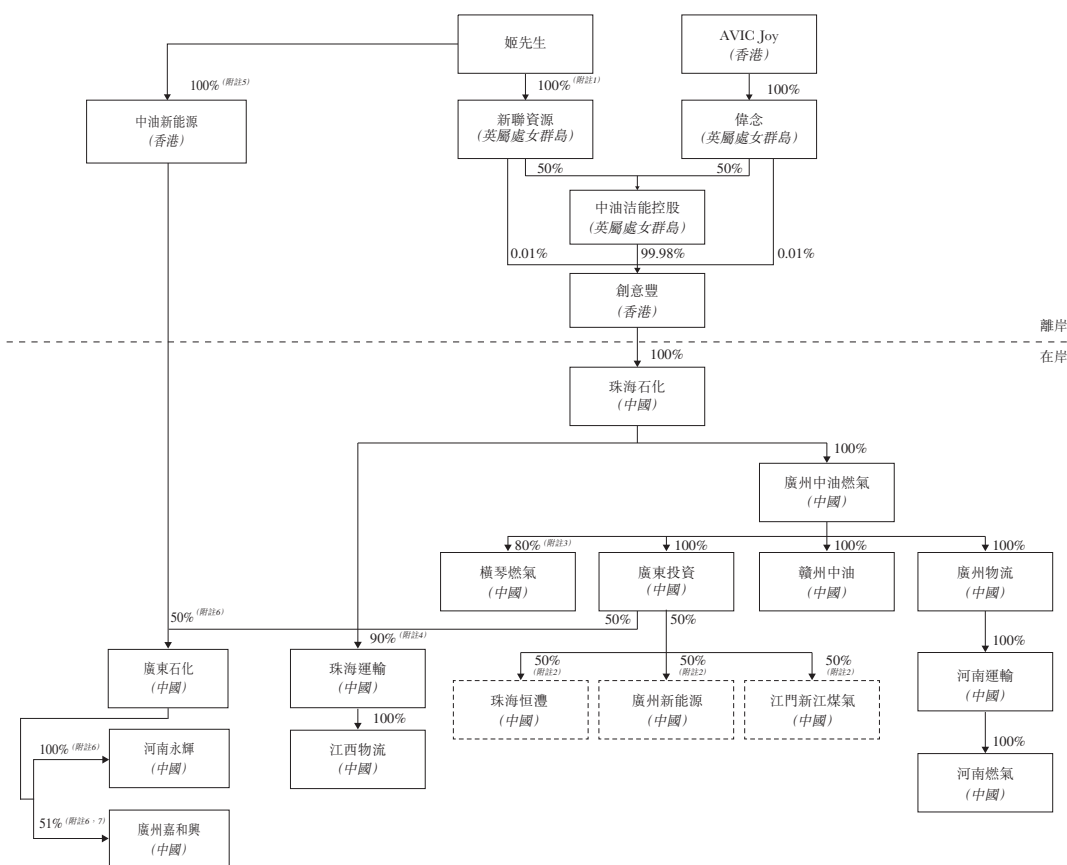 姬先生
AVIC Joy
(香港)
100%(附註5)
100%(附註1)
100%
中油新能源
(香港)
新聯資源
(英屬處女群島)
偉念
(英屬處女群島)
50%
50%
中油洁能控股
(英屬處女群島)
0.01%
99.98%
0.01%
創意豐
(香港)
離岸
在岸
100%
珠海石化
(中國)
100%
廣州中油燃氣
(中國)
80%(附註3)
100%
100%
100%
橫琴燃氣
(中國)
廣東投資
(中國)
贛州中油
(中國)
廣州物流
(中國)
50%(附註6)
50%
50%
90%(附註4)
100%
廣東石化
(中國)
珠海運輸
(中國)
50%
(附註2)
50%
(附註2)
50%
(附註2)
河南運輸
(中國)
珠海恒灃
(中國)
廣州新能源
(中國)
江門新江煤氣
(中國)
100%
100%
100%(附註6)
河南永輝
(中國)
江西物流
(中國)
河南燃氣
(中國)
51%(附註6、7)
廣州嘉和興
(中國)